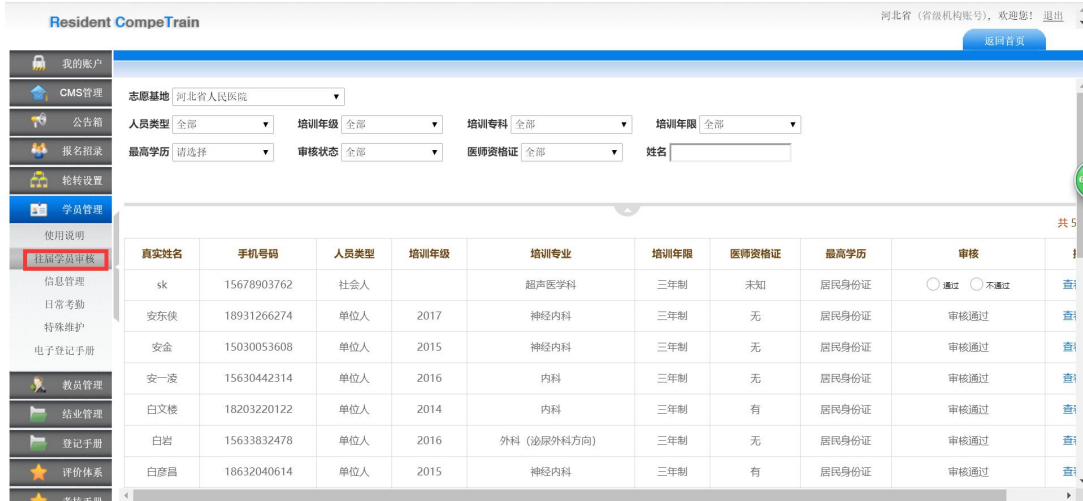 河北省（省级机构账号），欢迎您！ 退出
Resident CompeTrain
返回首页
我的账户
CMS管理
公告箱
报名招录
轮转设置
学员管理
使用说明
往届学员审核
信息管理
日常考勤
特殊维护
电子登记手册
教员管理
结业管理
登记手册
评价体系
志愿基地 河北省人民医院
人员类型 全部 培训年级 全部 培训专科 全部 培训年限 全部
最高学历 请选择 审核状态 全部 医师资格证 全部 姓名
共 5
真实姓名 手机号码 人员类型 培训年级 培训专业 培训年限 医师资格证 最高学历 审核
sk 15678903762 社会人 超声医学科 三年制 未知 居民身份证 通过 不通过 查
安东侠 18931266274 单位人 2017 神经内科 三年制 无 居民身份证 审核通过 查
安金 15030053608 单位人 2015 神经内科 三年制 无 居民身份证 审核通过 查
安一凌 15630442314 单位人 2016 内科 三年制 无 居民身份证 审核通过 查
白文楼 18203220122 单位人 2014 内科 三年制 有 居民身份证 审核通过 查
白岩 15633832478 单位人 2016 外科（泌尿外科方向） 三年制 无 居民身份证 审核通过 查
白彦昌 18632040614 单位人 2015 神经内科 三年制 有 居民身份证 审核通过 查